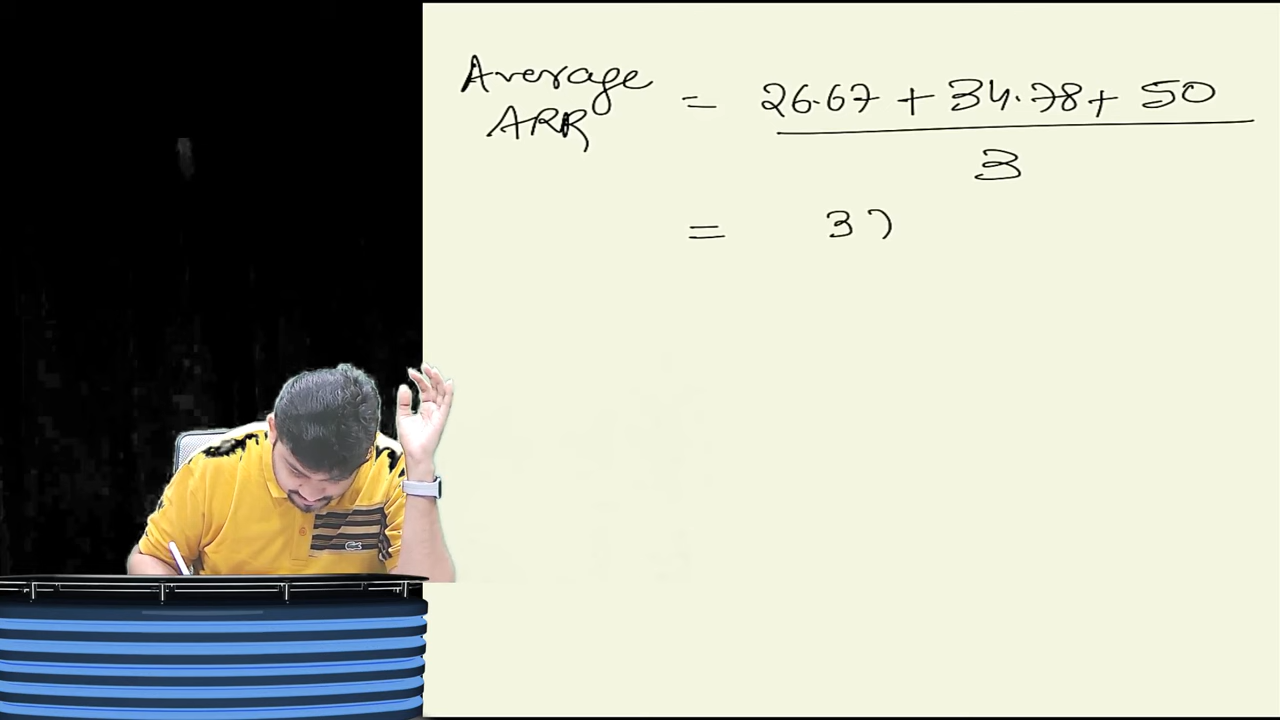 Average = 26.67 + 34.78 + 50
ARR
3
= 37